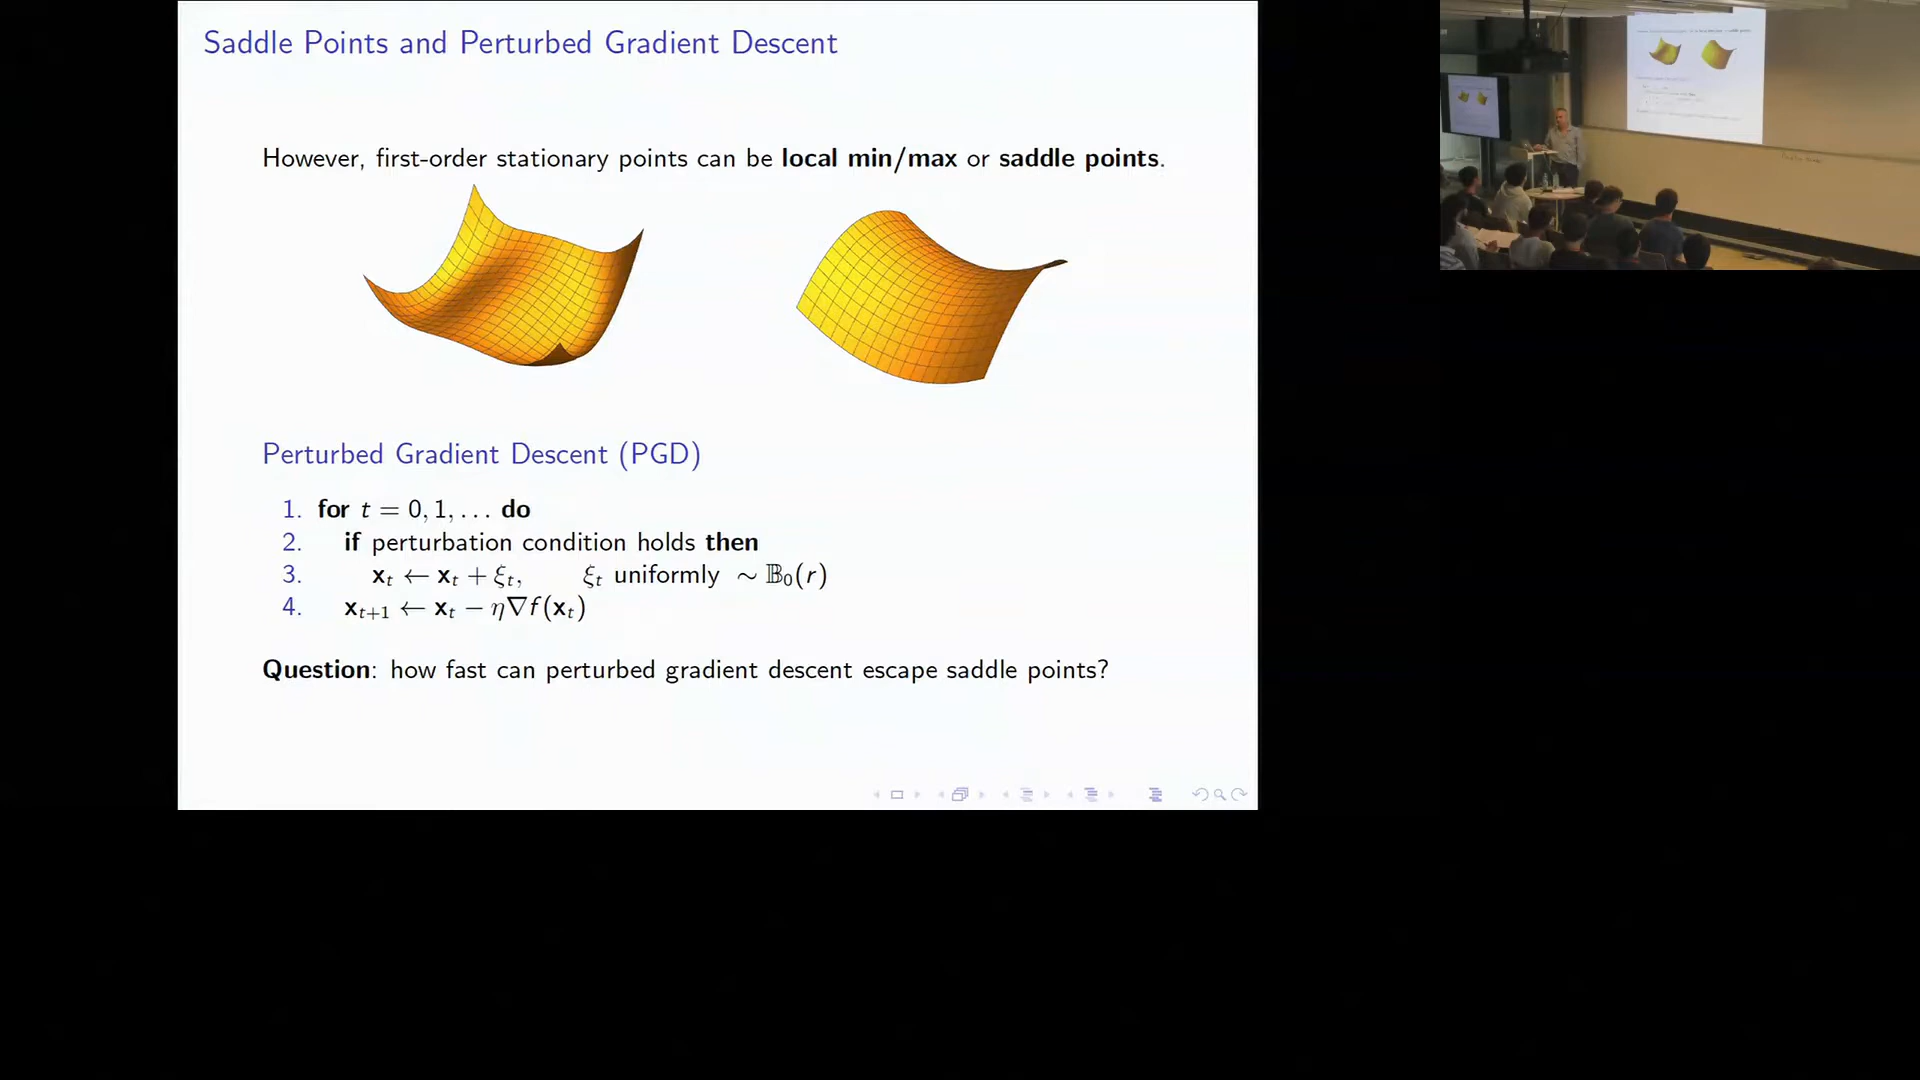 Saddle Points and Perturbed Gradient Descent
However, first-order stationary points can be local min/max or saddle points.
Perturbed Gradient Descent (PGD)
1. for t = 0, 1, . . . do
2. if perturbation condition holds then
3. x_t ← x_t + ξ_t, ξ_t uniformly ∼ 𝔹_0(r)
4. x_{t+1} ← x_t − η∇f(x_t)
Question: how fast can perturbed gradient descent escape saddle points?